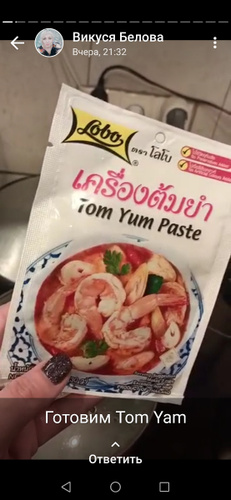 Викуся Белова
Вчера, 21:32
Lobo
ตรา โลโบ
เครื่องต้มยำ
Tom Yum Paste
Lobo
Готовим Tom Yam
Ответить